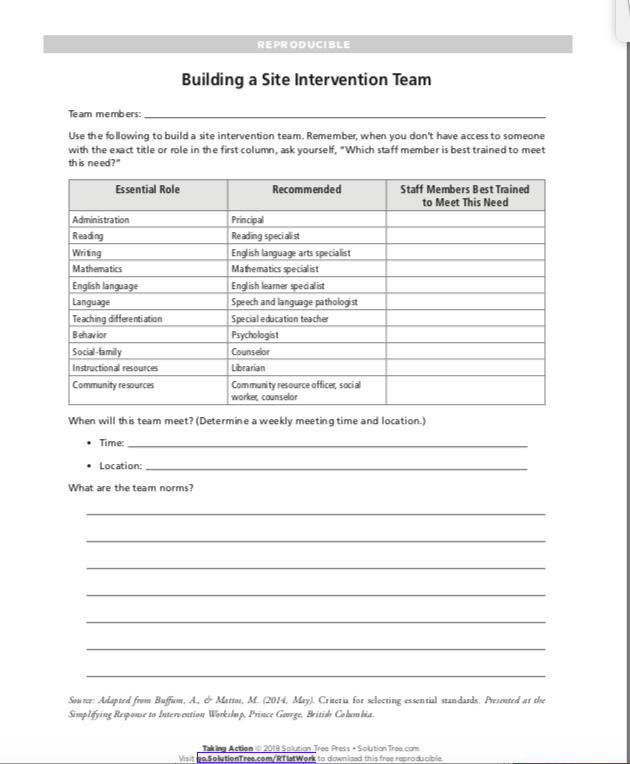 REPRODUCIBLE
Building a Site Intervention Team
Team members:
Use the following to build a site intervention team. Remember, when you don't have access to someone
with the exact title or role in the first column, ask yourself, "Which staff member is best trained to meet
this need?"
Essential Role Recommended Staff Members Best Trained
to Meet This Need
Administration Principal
Reading Reading specialist
Writing English language arts specialist
Mathematics Mathematics specialist
English language English learner specialist
Language Speech and language pathologist
Teaching differentiation Special education teacher
Behavior Psychologist
Social-family Counselor
Instructional resources Librarian
Community resources Community resource officer, social
worker, counselor
When will this team meet? (Determine a weekly meeting time and location.)
• Time:
• Location:
What are the team norms?
Source: Adapted from Buffum, A., & Mattos, M. (2014, May). Criteria for selecting essential standards. Presented at the
Simplifying Response to Intervention Workshop, Prince George, British Columbia.
Taking Action © 2018 Solution Tree Press • SolutionTree.com
Visit go.SolutionTree.com/RTIatWork to download this free reproducible.